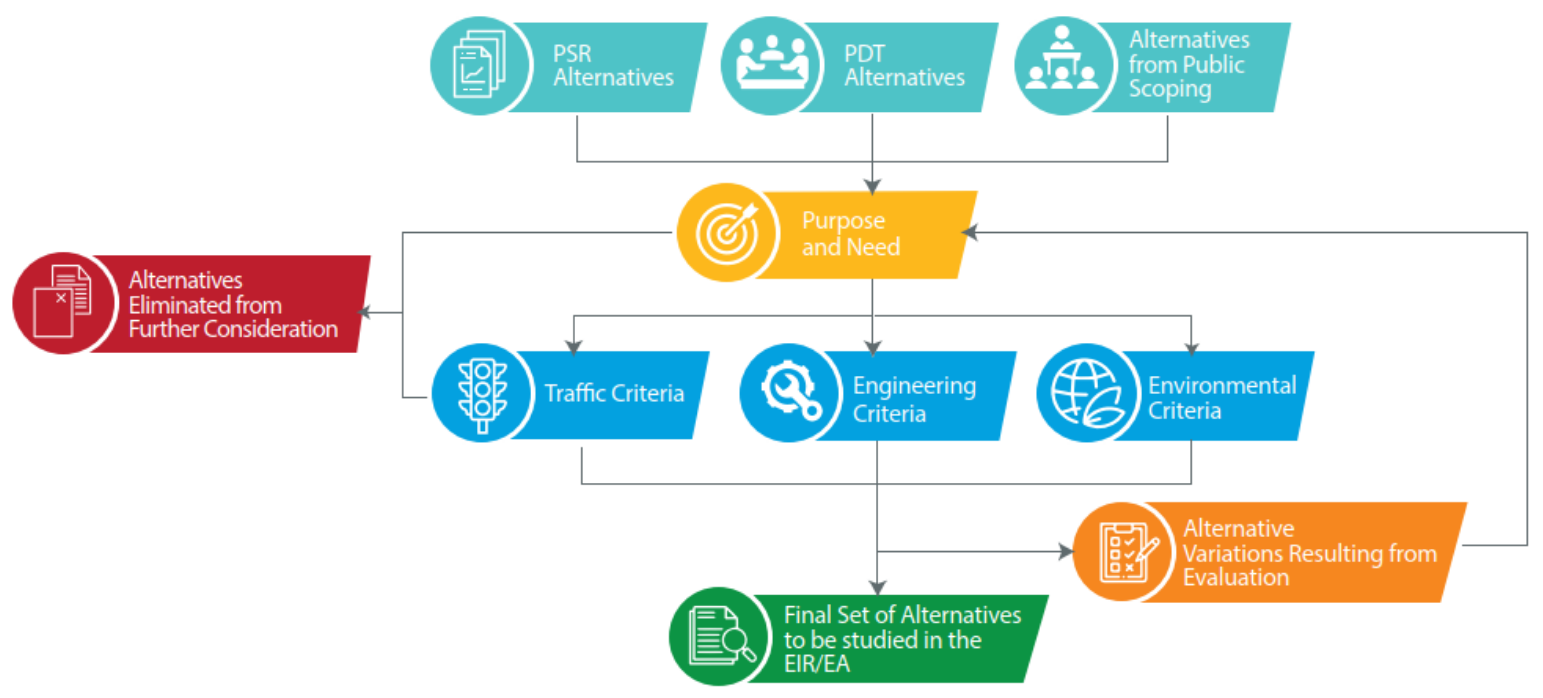 PSR
Alternatives
PDT
Alternatives
Alternatives
from Public
Scoping
Purpose
and Need
Alternatives
Eliminated from
Further Consideration
Traffic Criteria
Engineering
Criteria
Environmental
Criteria
Alternative
Variations Resulting from
Evaluation
Final Set of Alternatives
to be studied in the
EIR/EA